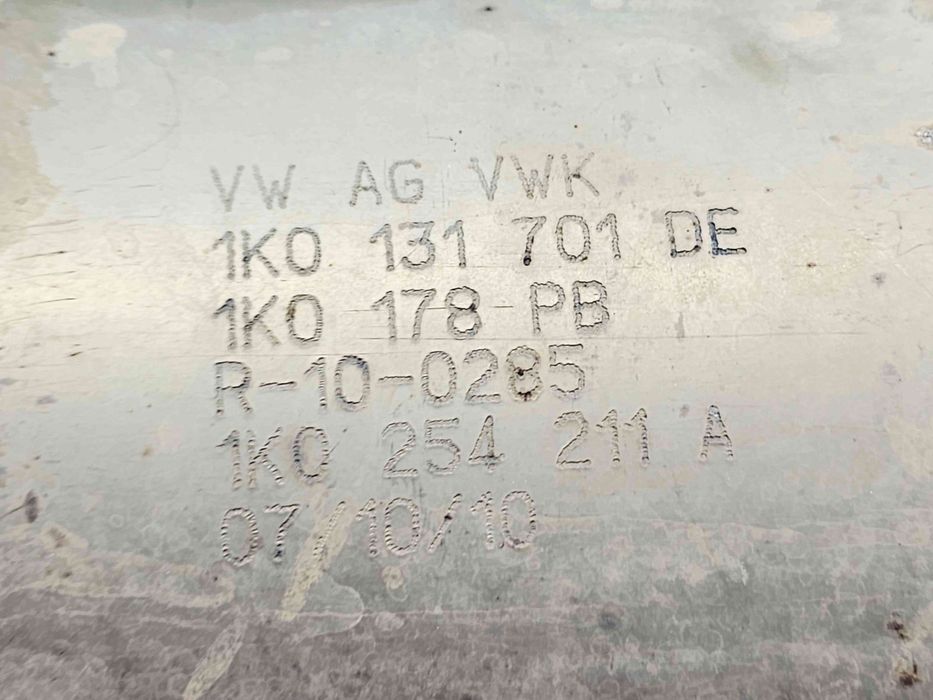 VW AG VWK
1K0 131 701 DE
1K0 178 PB
R-10-0285
1K0 254 211 A
07/10/10